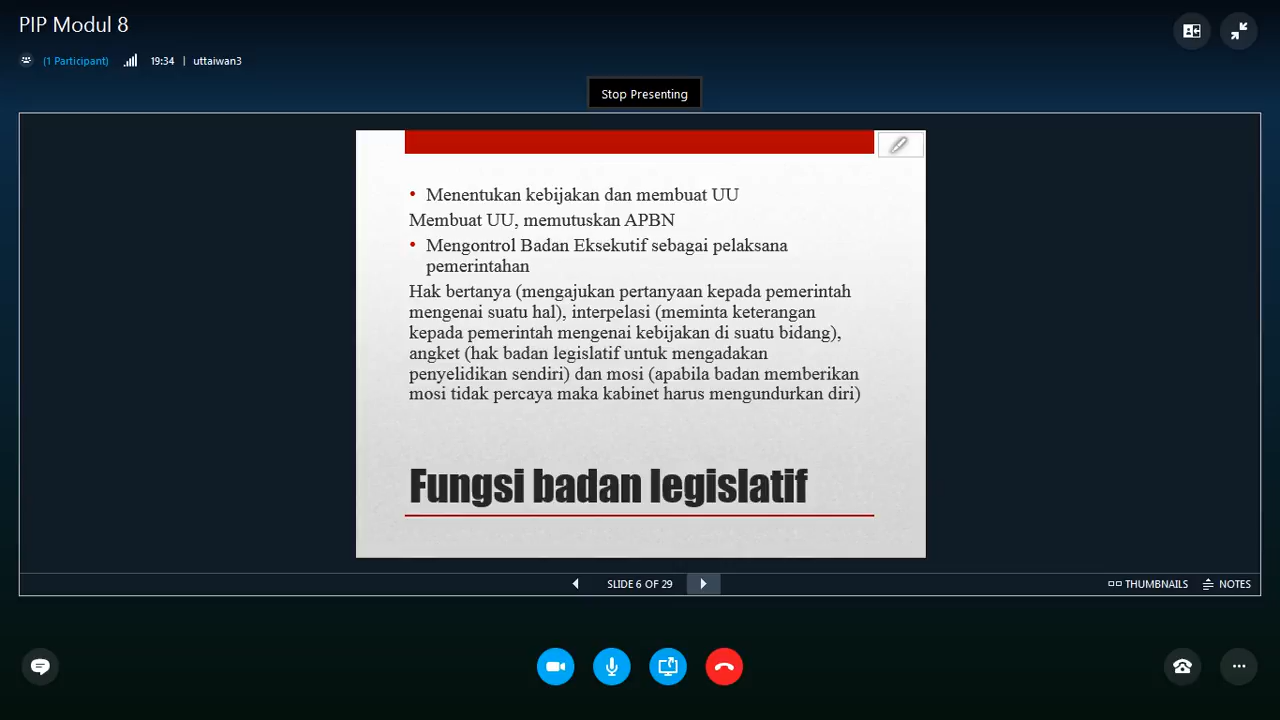 PIP Modul 8
(1 Participant) 19:34 | uttaiwan3
Stop Presenting
• Menentukan kebijakan dan membuat UU
Membuat UU, memutuskan APBN
• Mengontrol Badan Eksekutif sebagai pelaksana
pemerintahan
Hak bertanya (mengajukan pertanyaan kepada pemerintah
mengenai suatu hal), interpelasi (meminta keterangan
kepada pemerintah mengenai kebijakan di suatu bidang),
angket (hak badan legislatif untuk mengadakan
penyelidikan sendiri) dan mosi (apabila badan memberikan
mosi tidak percaya maka kabinet harus mengundurkan diri)
Fungsi badan legislatif
SLIDE 6 OF 29
THUMBNAILS
NOTES